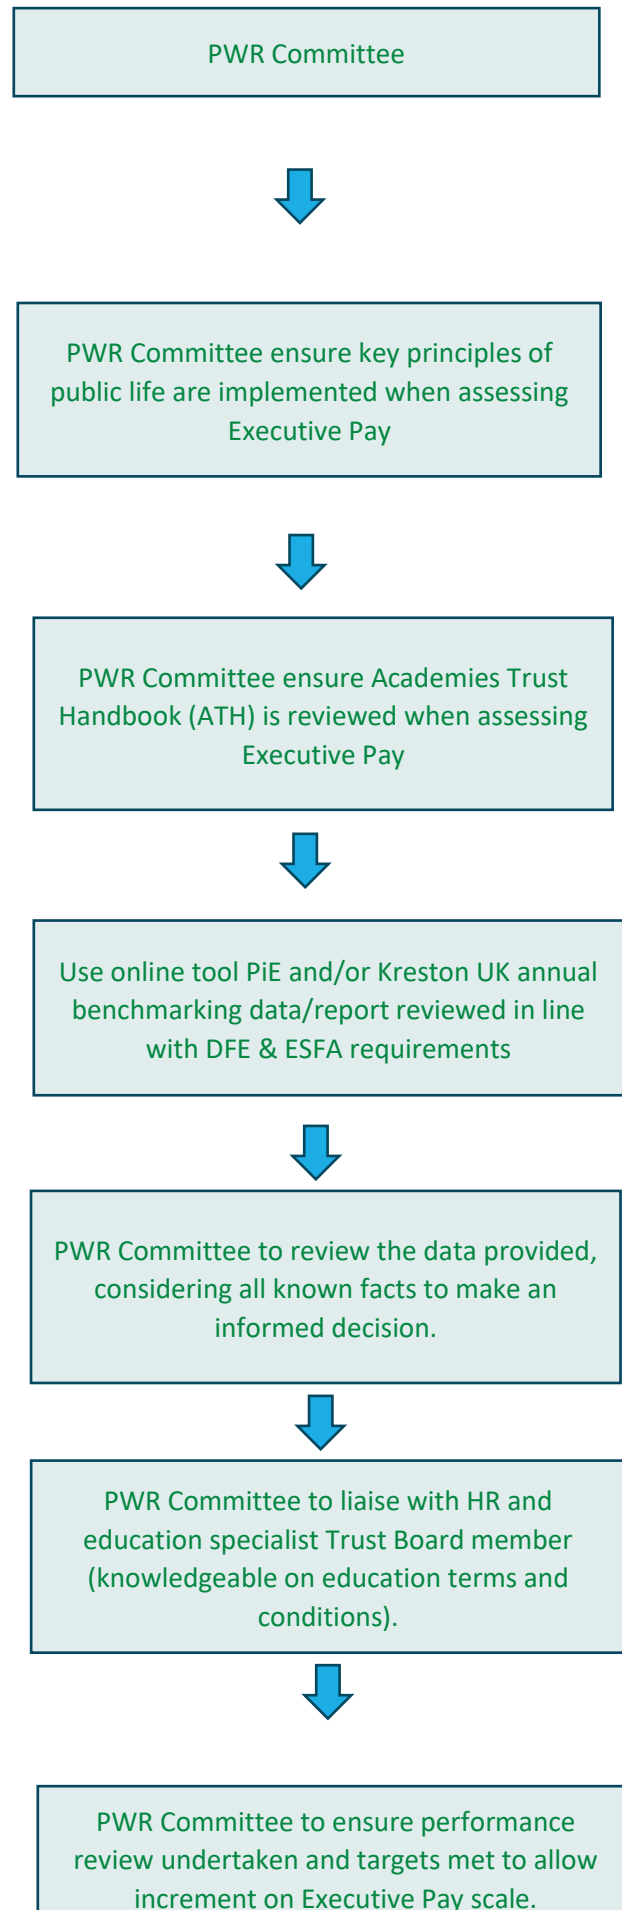 PWR Committee
PWR Committee ensure key principles of
public life are implemented when assessing
Executive Pay
PWR Committee ensure Academies Trust
Handbook (ATH) is reviewed when assessing
Executive Pay
Use online tool PiE and/or Kreston UK annual
benchmarking data/report reviewed in line
with DFE & ESFA requirements
PWR Committee to review the data provided,
considering all known facts to make an
informed decision.
PWR Committee to liaise with HR and
education specialist Trust Board member
(knowledgeable on education terms and
conditions).
PWR Committee to ensure performance
review undertaken and targets met to allow
increment on Executive Pay scale.